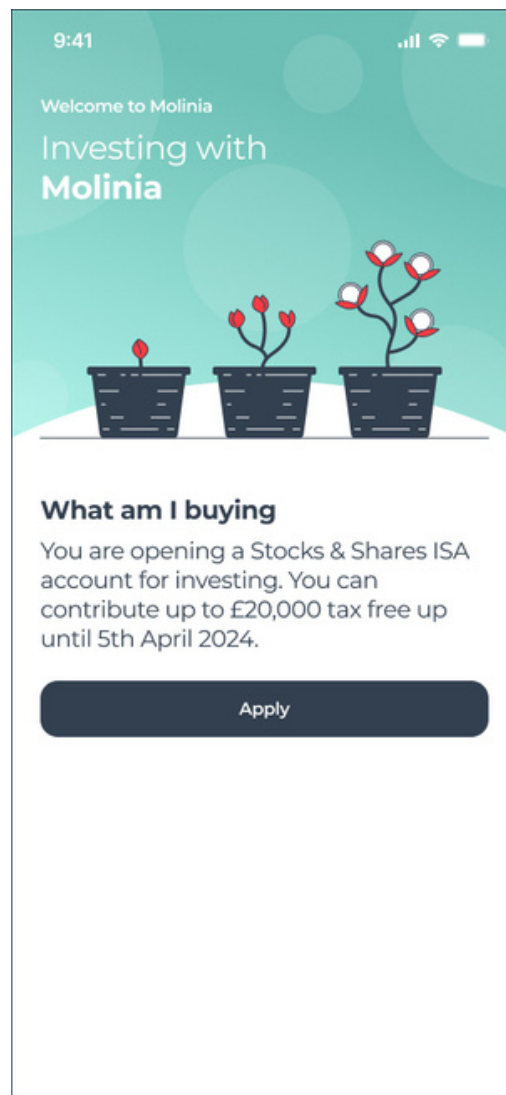 9:41
Welcome to Molinia
Investing with
Molinia
What am I buying
You are opening a Stocks & Shares ISA
account for investing. You can
contribute up to £20,000 tax free up
until 5th April 2024.
Apply